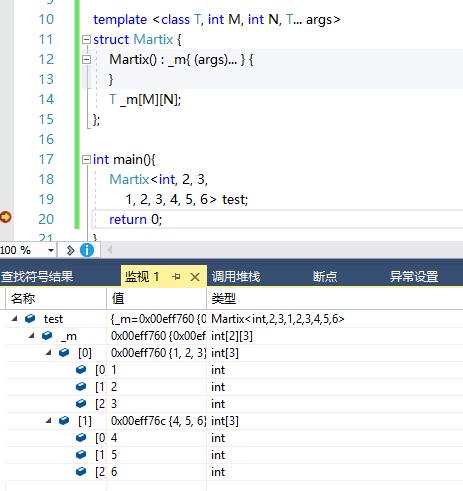 10 template <class T, int M, int N, T... args>
11 struct Martix {
12 Martix() : _m{ (args)... } {
13 }
14 T _m[M][N];
15 };
16
17 int main(){
18 Martix<int, 2, 3,
19 1, 2, 3, 4, 5, 6> test;
20 return 0;
21 }
100 %
查找符号结果 监视 1 调用堆栈 断点 异常设置
名称 值 类型
test {_m=0x00eff760 {0 Martix<int,2,3,1,2,3,4,5,6>
_m 0x00eff760 {0x00ef int[2][3]
[0] 0x00eff760 {1, 2, 3} int[3]
[0 1 int
[1 2 int
[2 3 int
[1] 0x00eff76c {4, 5, 6} int[3]
[0 4 int
[1 5 int
[2 6 int